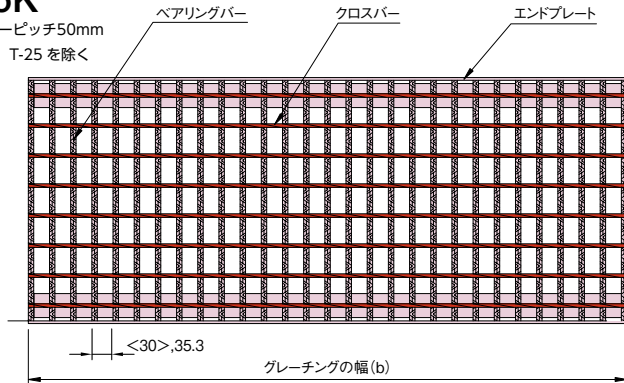 ーピッチ50mm
T-25 を除く
ベアリングバー
クロスバー
エンドプレート
<30>,35.3
グレーチングの幅(b)